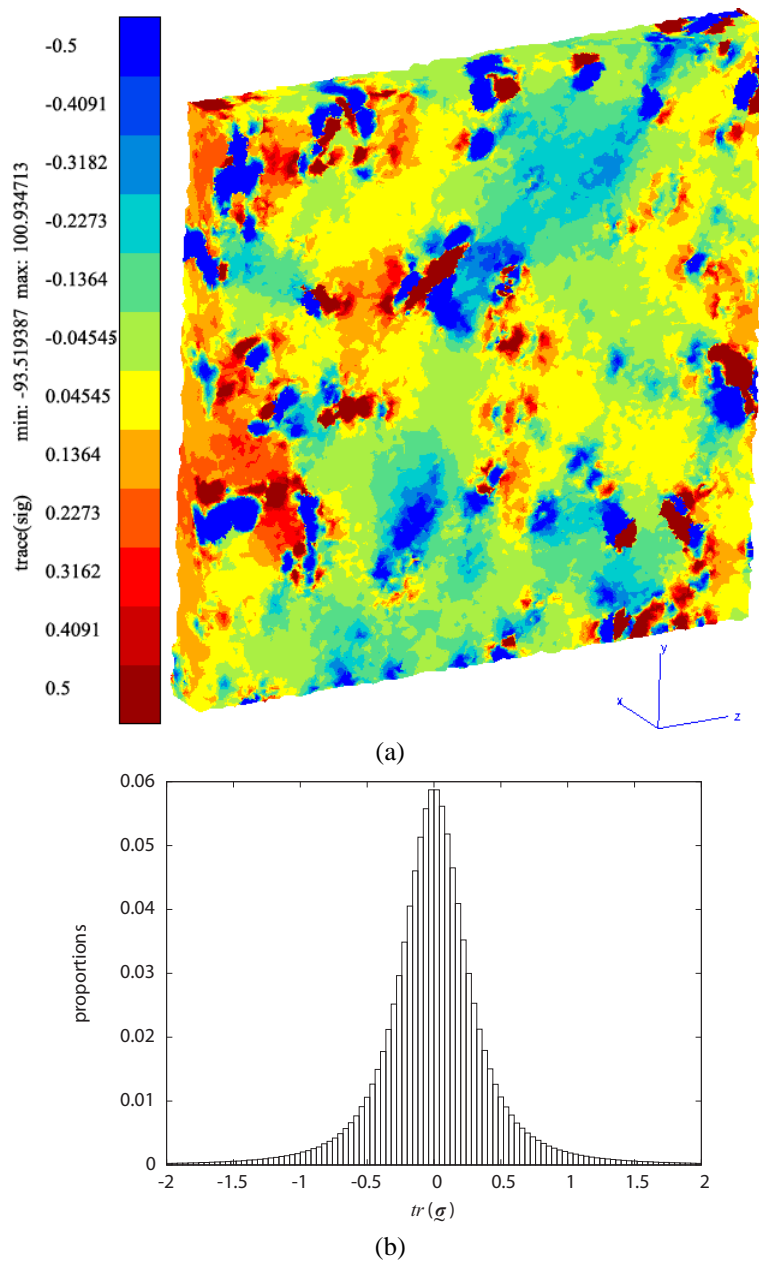 -0.5
-0.4091
-0.3182
-0.2273
-0.1364
-0.04545
0.04545
0.1364
0.2273
0.3162
0.4091
0.5
trace(sig) min: -93.519387 max: 100.934713
y
x
z
(a)
0.06
0.05
0.04
0.03
0.02
0.01
0
proportions
-2 -1.5 -1 -0.5 0 0.5 1 1.5 2
tr (σ)
(b)